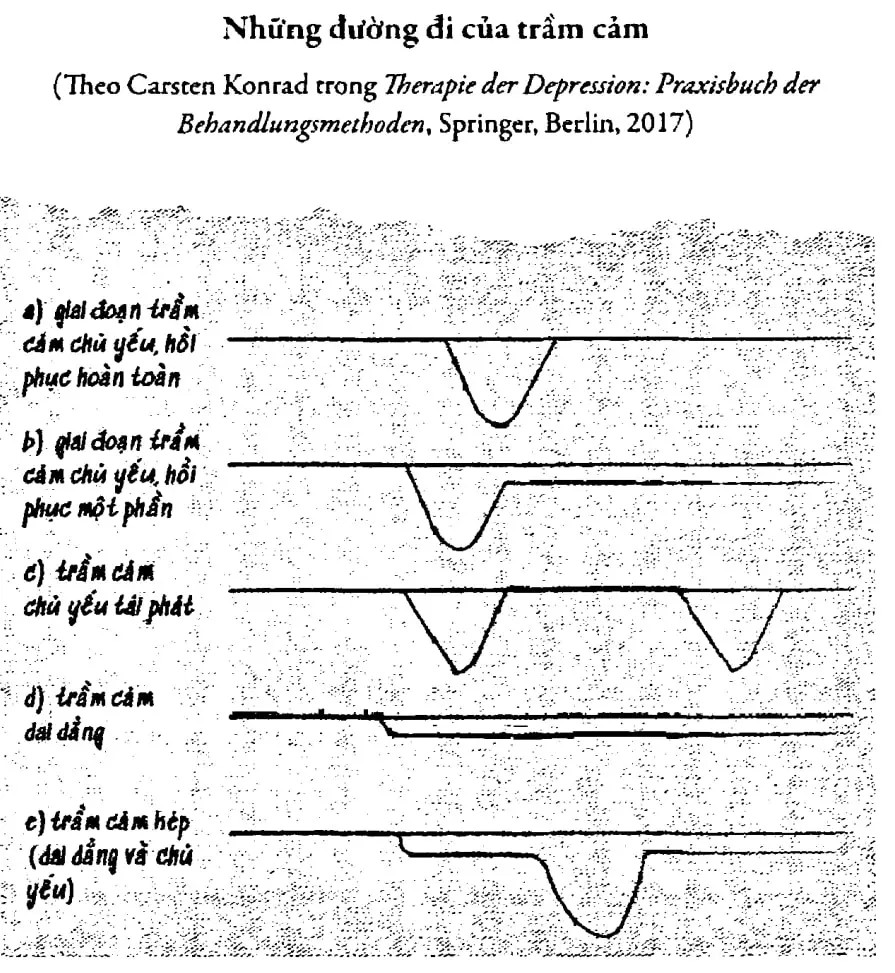 Những đường đi của trầm cảm
(Theo Carsten Konrad trong Therapie der Depression: Praxisbuch der
Behandlungsmethoden, Springer, Berlin, 2017)
a) giai đoạn trầm
cảm chủ yếu, hồi
phục hoàn toàn
b) giai đoạn trầm
cảm chủ yếu, hồi
phục một phần
c) trầm cảm
chủ yếu tái phát
d) trầm cảm
dai dẳng
e) trầm cảm kép
(dai dẳng và chủ
yếu)